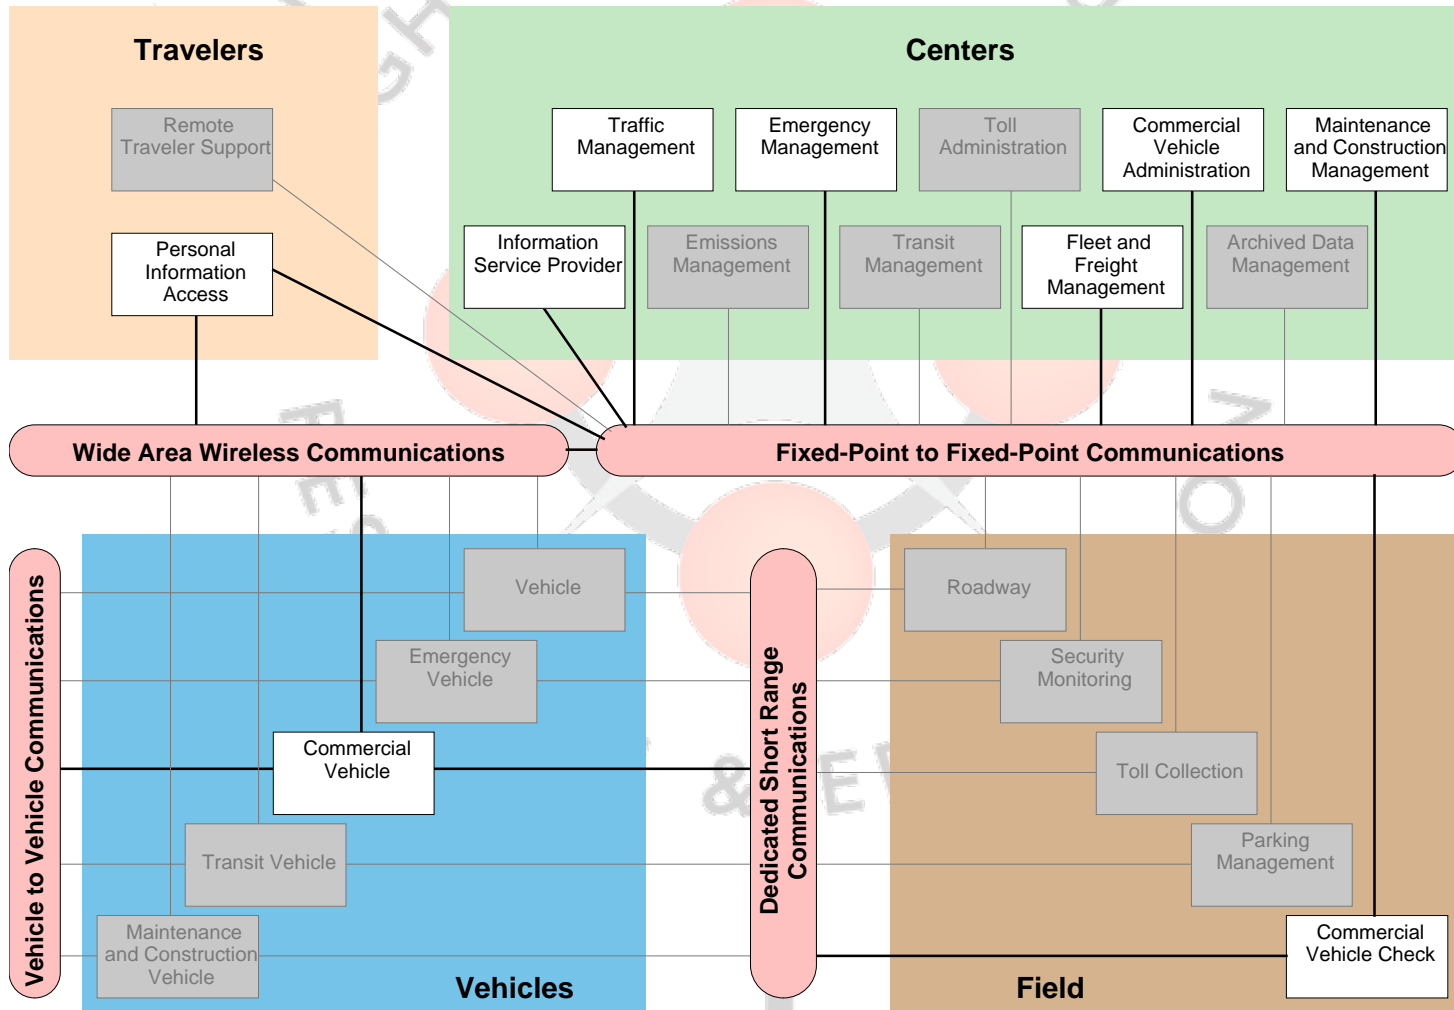 Travelers
Centers
Remote
Traveler Support
Traffic
Management
Emergency
Management
Toll
Administration
Commercial
Vehicle
Administration
Maintenance
and Construction
Management
Personal
Information
Access
Information
Service Provider
Emissions
Management
Transit
Management
Fleet and
Freight
Management
Archived Data
Management
Wide Area Wireless Communications
Fixed-Point to Fixed-Point Communications
Vehicle to Vehicle Communications
Vehicle
Emergency
Vehicle
Commercial
Vehicle
Transit Vehicle
Maintenance
and Construction
Vehicle
Vehicles
Dedicated Short Range
Communications
Roadway
Security
Monitoring
Toll Collection
Parking
Management
Commercial
Vehicle Check
Field